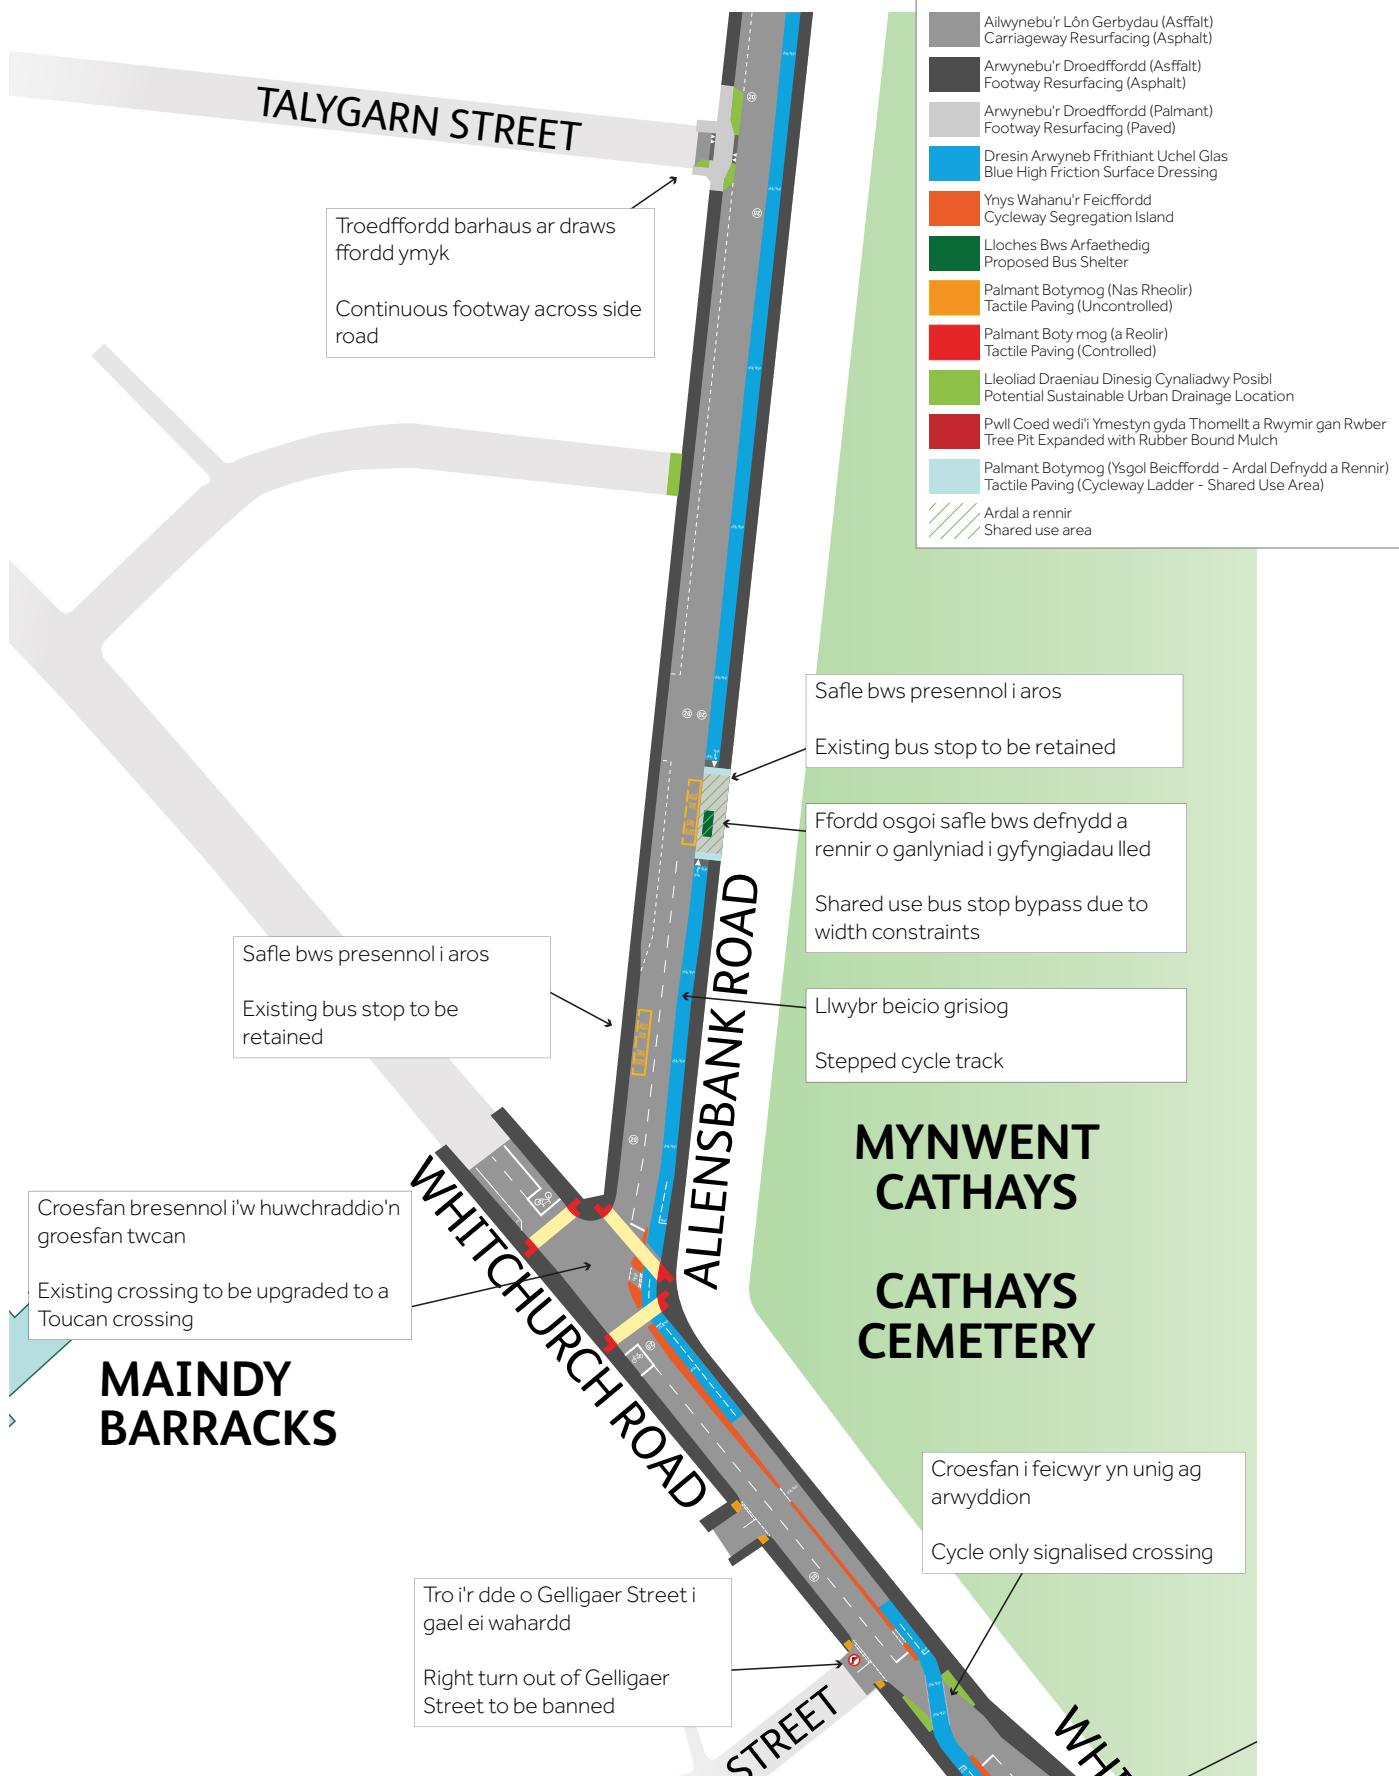 Ailwynebu'r Lôn Gerbydau (Asffalt)
Carriageway Resurfacing (Asphalt)
Arwynebu'r Droedffordd (Asffalt)
Footway Resurfacing (Asphalt)
Arwynebu'r Droedffordd (Palmant)
Footway Resurfacing (Paved)
Dresin Arwyneb Ffrithiant Uchel Glas
Blue High Friction Surface Dressing
Ynys Wahanu'r Feicffordd
Cycleway Segregation Island
Lloches Bws Arfaethedig
Proposed Bus Shelter
Palmant Botymog (Nas Rheolir)
Tactile Paving (Uncontrolled)
Palmant Boty mog (a Reolir)
Tactile Paving (Controlled)
Lleoliad Draeniau Dinesig Cynaliadwy Posibl
Potential Sustainable Urban Drainage Location
Pwll Coed wedi'i Ymestyn gyda Thomellt a Rwymir gan Rwber
Tree Pit Expanded with Rubber Bound Mulch
Palmant Botymog (Ysgol Beicffordd - Ardal Defnydd a Rennir)
Tactile Paving (Cycleway Ladder - Shared Use Area)
Ardal a rennir
Shared use area
TALYGARN STREET
Troedffordd barhaus ar draws
ffordd ymyk
Continuous footway across side
road
20
20
20 20
Safle bws presennol i aros
Existing bus stop to be retained
Ffordd osgoi safle bws defnydd a
rennir o ganlyniad i gyfyngiadau lled
Shared use bus stop bypass due to
width constraints
Safle bws presennol i aros
Existing bus stop to be
retained
Llwybr beicio grisiog
Stepped cycle track
ALLENSBANK ROAD
20
MYNWENT
CATHAYS
CATHAYS
CEMETERY
Croesfan bresennol i'w huwchraddio'n
groesfan twcan
Existing crossing to be upgraded to a
Toucan crossing
WHITCHURCH ROAD
MAINDY
BARRACKS
20
20
Croesfan i feicwyr yn unig ag
arwyddion
Cycle only signalised crossing
Tro i'r dde o Gelligaer Street i
gael ei wahardd
Right turn out of Gelligaer
Street to be banned
STREET